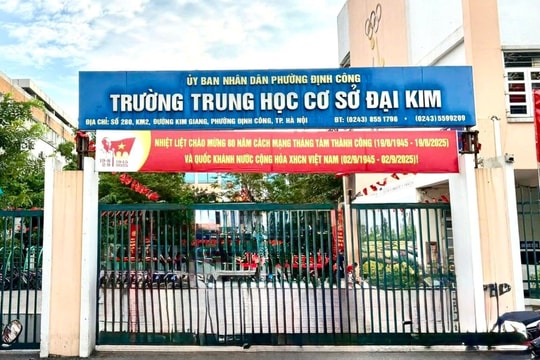 ỦY BAN NHÂN DÂN PHƯỜNG ĐỊNH CÔNG
TRƯỜNG TRUNG HỌC CƠ SỞ ĐẠI KIM
ĐỊA CHỈ: SỐ 280, KM2, ĐƯỜNG KIM GIANG, PHƯỜNG ĐỊNH CÔNG, TP. HÀ NỘI ĐT: (0243) 855 1706 - (0243) 5599209
NHIỆT LIỆT CHÀO MỪNG 80 NĂM CÁCH MẠNG THÁNG TÁM THÀNH CÔNG (19/8/1945 - 19/8/2025)
VÀ QUỐC KHÁNH NƯỚC CỘNG HÒA XHCN VIỆT NAM (02/9/1945 - 02/9/2025)!